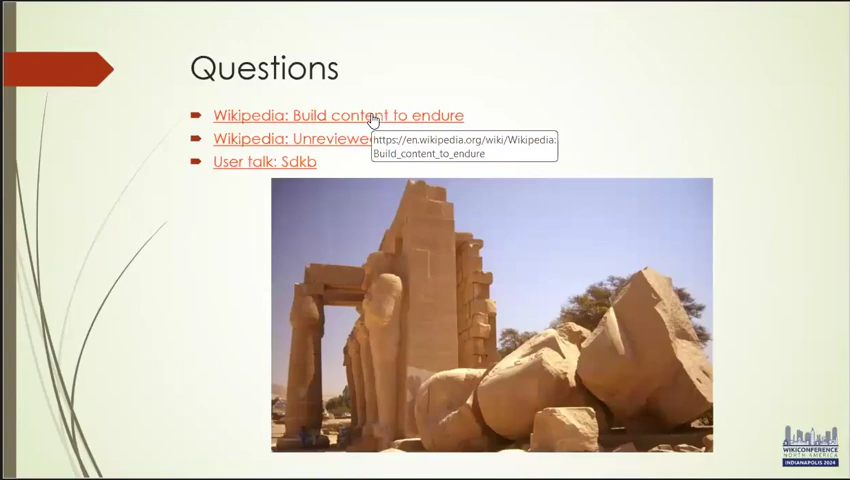 Questions
Wikipedia: Build content to endure
Wikipedia: Unreviewe
https://en.wikipedia.org/wiki/Wikipedia:
Build_content_to_endure
User talk: Sdkb
WIKICONFERENCE
NORTH AMERICA
INDIANAPOLIS 2024